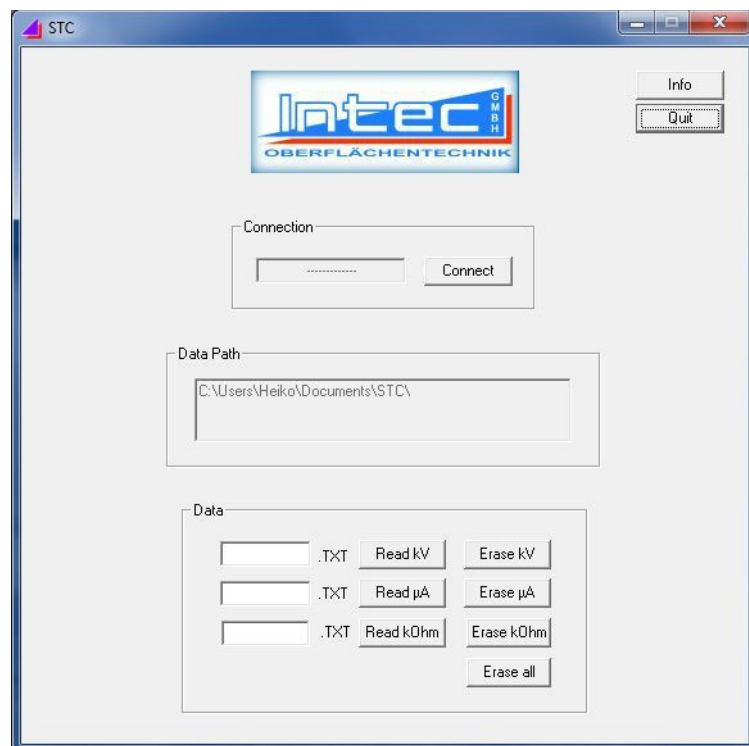 STC
Intec GMBH
OBERFLÄCHENTECHNIK
Info
Quit
Connection
------------- Connect
Data Path
C:\Users\Heiko\Documents\STC\
Data
.TXT Read kV Erase kV
.TXT Read µA Erase µA
.TXT Read kOhm Erase kOhm
Erase all